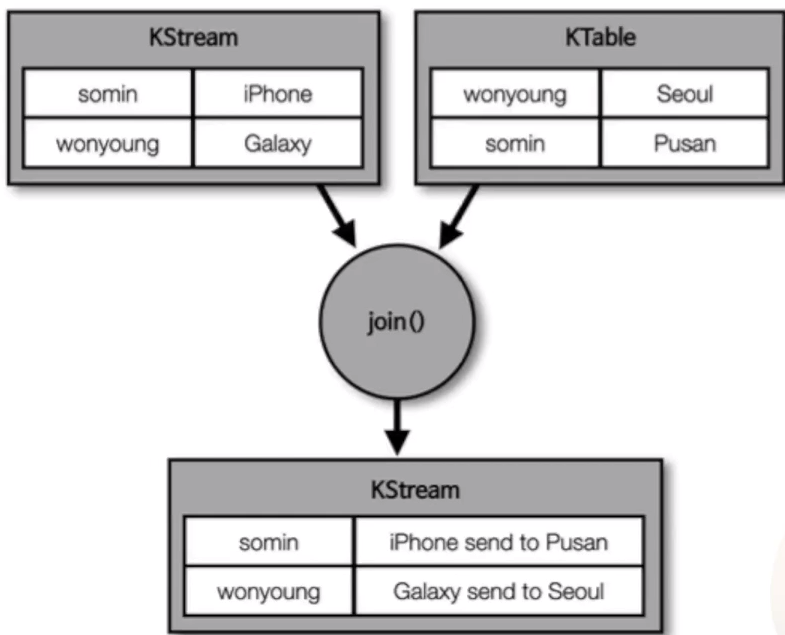 KStream
somin iPhone
wonyoung Galaxy
KTable
wonyoung Seoul
somin Pusan
join()
KStream
somin iPhone send to Pusan
wonyoung Galaxy send to Seoul